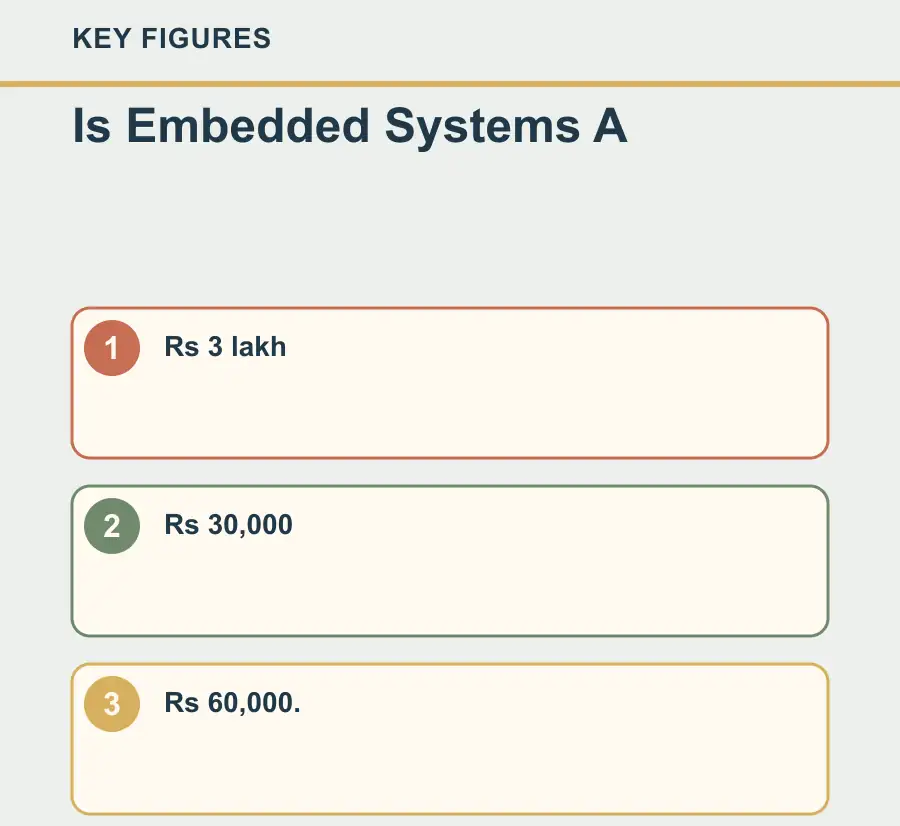 KEY FIGURES
Is Embedded Systems A
1
Rs 3 lakh
2
Rs 30,000
3
Rs 60,000.